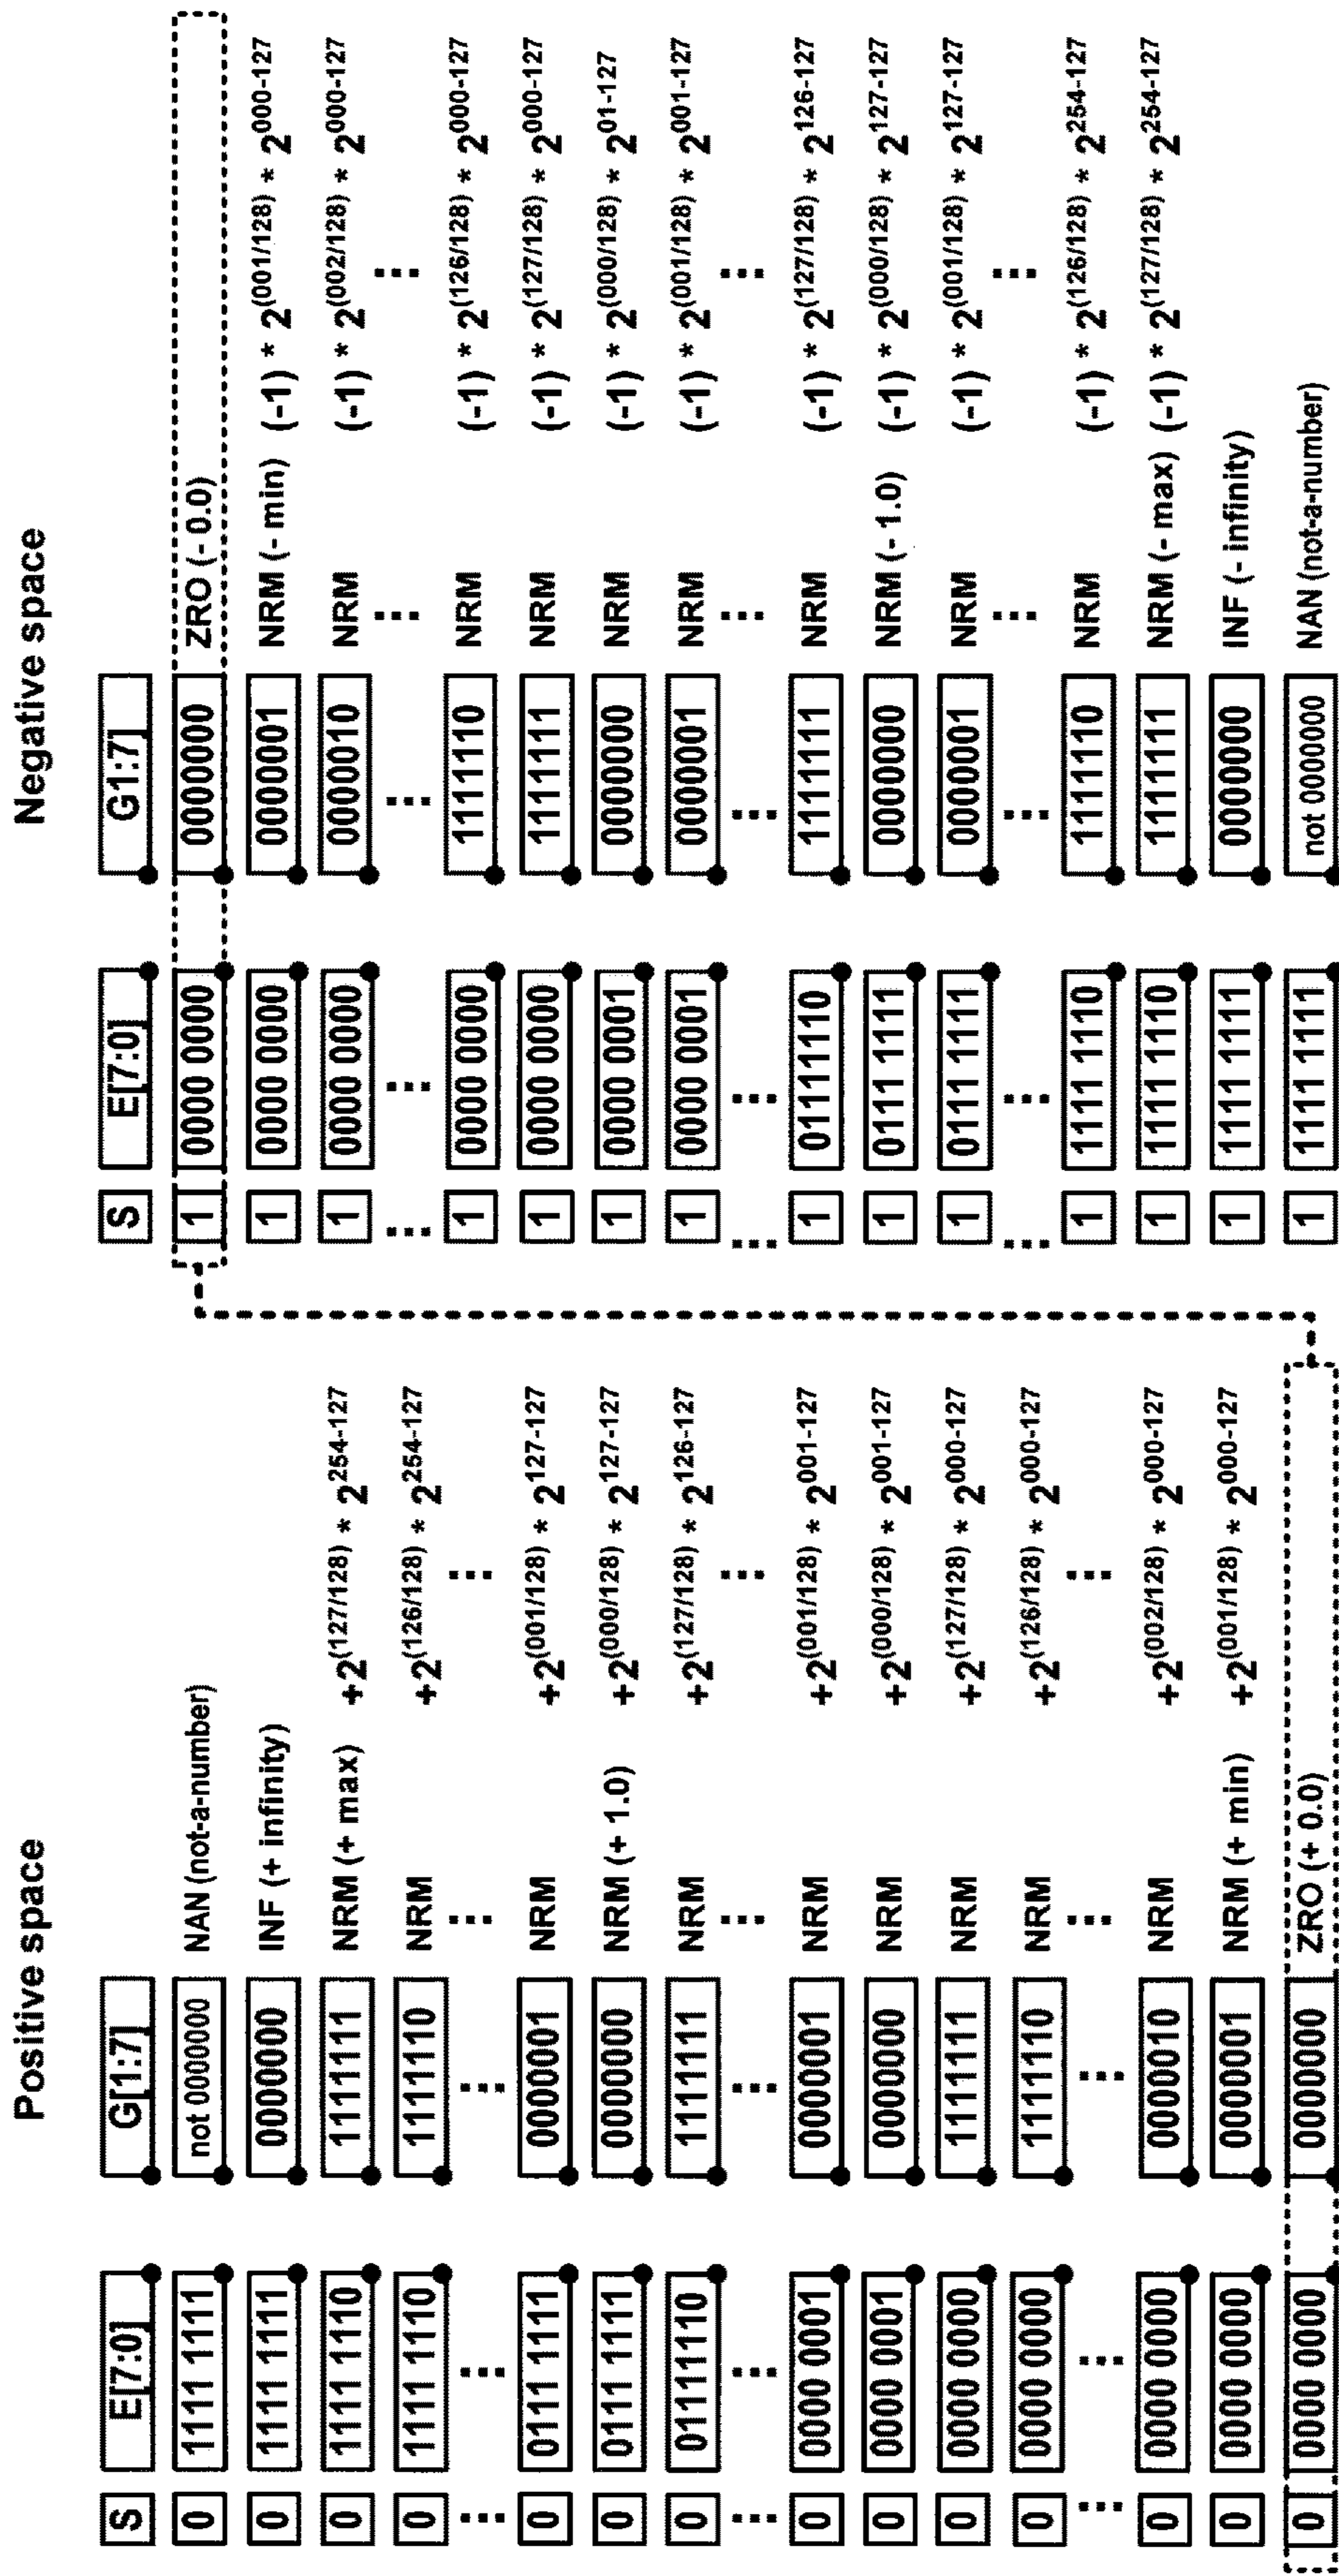 Positive space
S E[7:0] G[1:7]
0 1111 1111 not 0000000 NAN (not-a-number)
0 1111 1111 0000000 INF (+ infinity)
0 1111 1110 1111111 NRM (+ max) +2^(127/128) * 2^254-127
0 1111 1110 1111110 NRM +2^(126/128) * 2^254-127
... ... ... ... ...
0 0111 1111 0000001 NRM +2^(001/128) * 2^127-127
0 0111 1111 0000000 NRM (+ 1.0) +2^(000/128) * 2^127-127
0 01111110 1111111 NRM +2^(127/128) * 2^126-127
... ... ... ... ...
0 0000 0001 0000001 NRM +2^(001/128) * 2^001-127
0 0000 0001 0000000 NRM +2^(000/128) * 2^001-127
0 0000 0000 1111111 NRM +2^(127/128) * 2^000-127
0 0000 0000 1111110 NRM +2^(126/128) * 2^000-127
... ... ... ... ...
0 0000 0000 0000010 NRM +2^(002/128) * 2^000-127
0 0000 0000 0000001 NRM (+ min) +2^(001/128) * 2^000-127
0 0000 0000 0000000 ZRO (+ 0.0)
Negative space
S E[7:0] G1:7]
1 0000 0000 0000000 ZRO (- 0.0)
1 0000 0000 0000001 NRM (- min) (-1) * 2^(001/128) * 2^000-127
1 0000 0000 0000010 NRM (-1) * 2^(002/128) * 2^000-127
... ... ... ... ...
1 0000 0000 1111110 NRM (-1) * 2^(126/128) * 2^000-127
1 0000 0000 1111111 NRM (-1) * 2^(127/128) * 2^000-127
1 0000 0001 0000000 NRM (-1) * 2^(000/128) * 2^01-127
1 0000 0001 0000001 NRM (-1) * 2^(001/128) * 2^001-127
... ... ... ... ...
1 01111110 1111111 NRM (-1) * 2^(127/128) * 2^126-127
1 0111 1111 0000000 NRM (- 1.0) (-1) * 2^(000/128) * 2^127-127
1 0111 1111 0000001 NRM (-1) * 2^(001/128) * 2^127-127
... ... ... ... ...
1 1111 1110 1111110 NRM (-1) * 2^(126/128) * 2^254-127
1 1111 1110 1111111 NRM (- max) (-1) * 2^(127/128) * 2^254-127
1 1111 1111 0000000 INF (- infinity)
1 1111 1111 not 0000000 NAN (not-a-number)